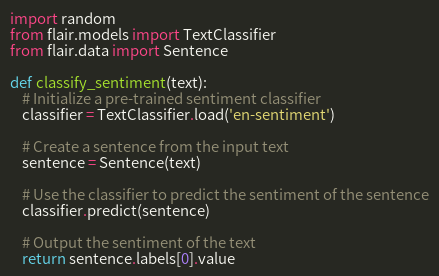 import random
from flair.models import TextClassifier
from flair.data import Sentence

def classify_sentiment(text):
    # Initialize a pre-trained sentiment classifier
    classifier = TextClassifier.load('en-sentiment')

    # Create a sentence from the input text
    sentence = Sentence(text)

    # Use the classifier to predict the sentiment of the sentence
    classifier.predict(sentence)

    # Output the sentiment of the text
    return sentence.labels[0].value